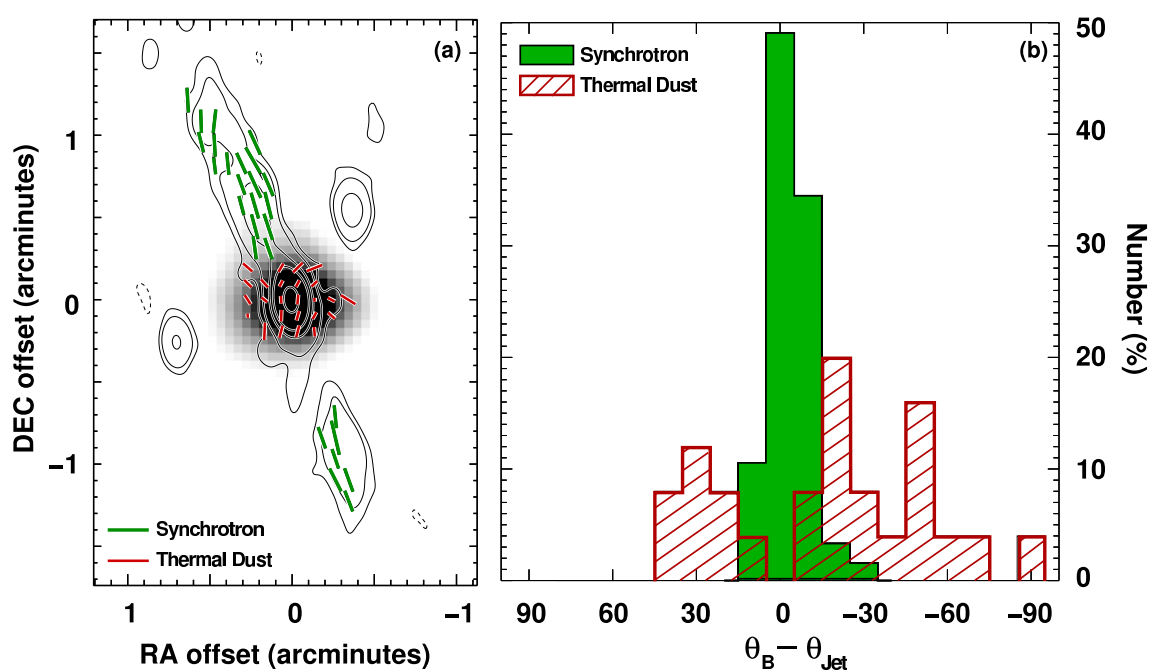 (a)
DEC offset (arcminutes)
1
0
−1
Synchrotron
Thermal Dust
1
0
−1
RA offset (arcminutes)
(b)
Synchrotron
Thermal Dust
50
40
30
20
10
0
Number (%)
90
60
30
0
−30
−60
−90
θB − θJet